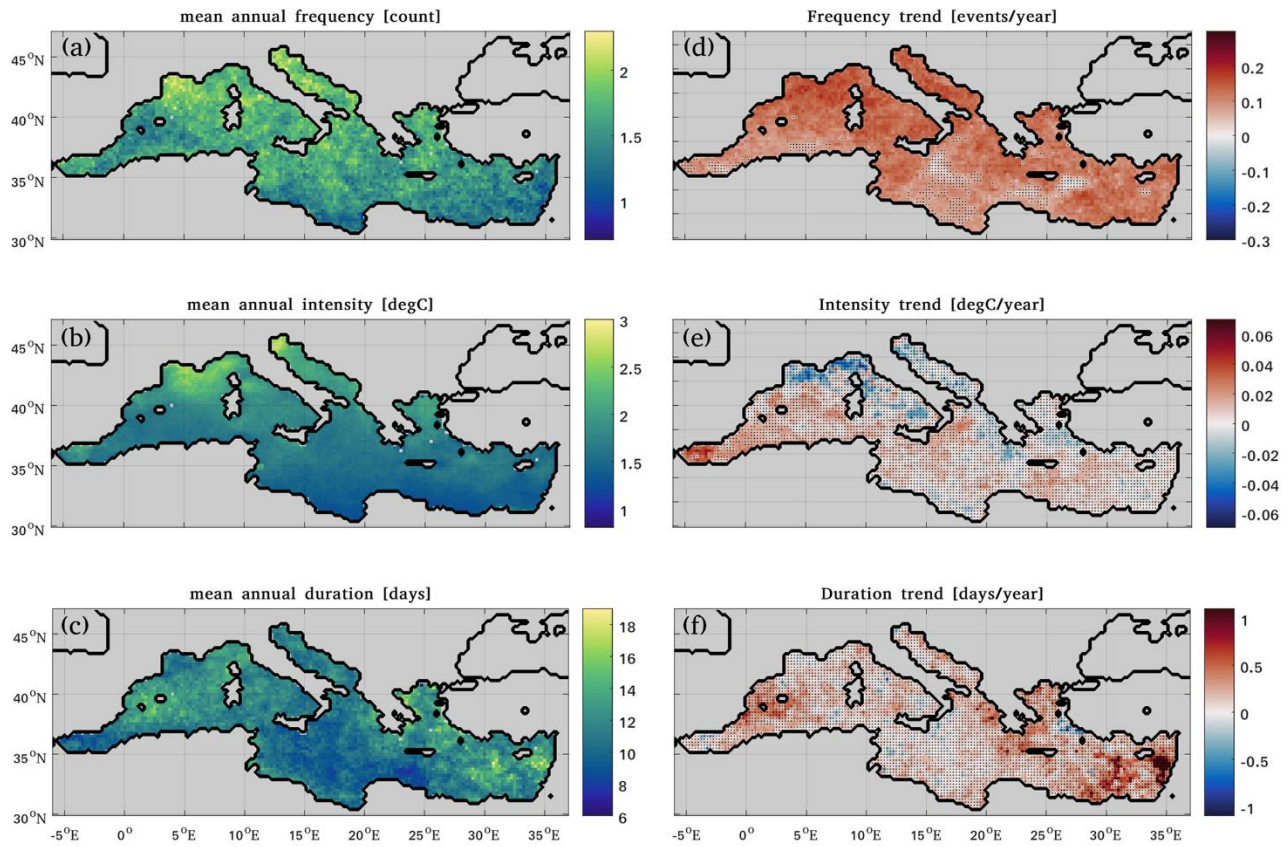 mean annual frequency [count]
(a)
45°N
40°N
35°N
30°N
2
1.5
1
Frequency trend [events/year]
(d)
0.2
0.1
0
-0.1
-0.2
-0.3
mean annual intensity [degC]
(b)
45°N
40°N
35°N
30°N
3
2.5
2
1.5
1
Intensity trend [degC/year]
(e)
0.06
0.04
0.02
0
-0.02
-0.04
-0.06
mean annual duration [days]
(c)
45°N
40°N
35°N
30°N
18
16
14
12
10
8
6
-5°E 0° 5°E 10°E 15°E 20°E 25°E 30°E 35°E
Duration trend [days/year]
(f)
1
0.5
0
-0.5
-1
-5°E 0° 5°E 10°E 15°E 20°E 25°E 30°E 35°E